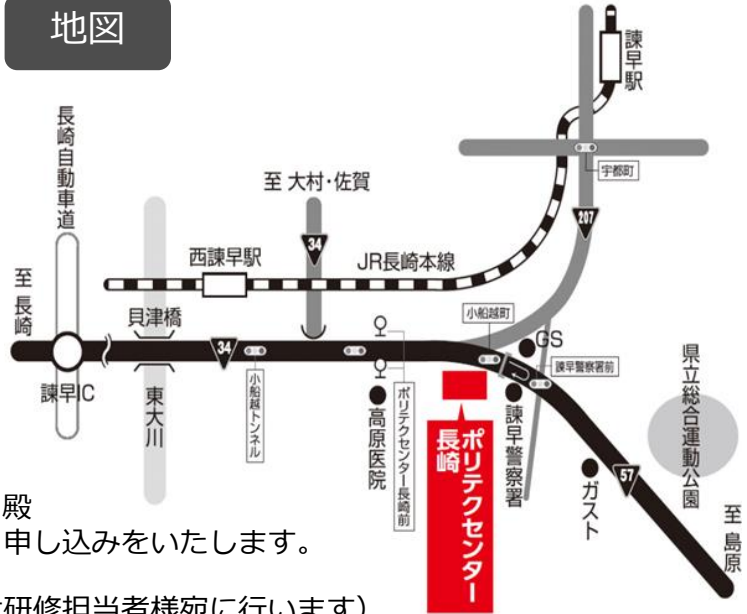 地図
諫早駅
長崎自動車道
宇都町
至 大村・佐賀
207
34
西諫早駅
JR長崎本線
至 長崎
貝津橋
小船越町
GS
34
諫早警察署前
県立総合運動公園
諫早IC
東大川
小船越トンネル
高原医院
ポリテクセンター長崎前
ポリテクセンター
長崎
諫早警察署
ガスト
57
至 島原
殿
申し込みをいたします。
研修担当者様宛に行います）